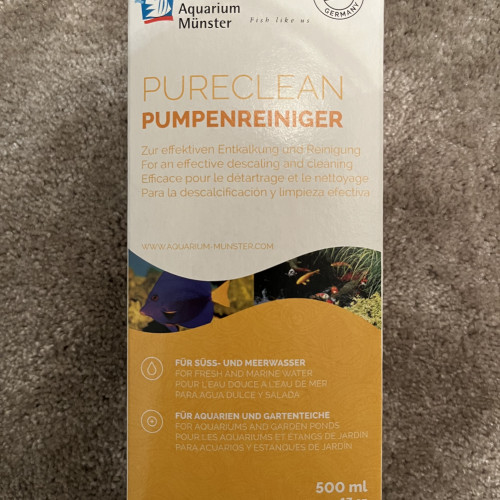 Aquarium
Münster
Fish like us
GERMANY
PURECLEAN
PUMPENREINIGER
Zur effektiven Entkalkung und Reinigung
For an effective descaling and cleaning
Efficace pour le détartrage et le nettoyage
Para la descalcificación y limpieza efectiva
WWW.AQUARIUM-MUNSTER.COM
FÜR SÜSS- UND MEERWASSER
FOR FRESH AND MARINE WATER
POUR L'EAU DOUCE A L'EAU DE MER
PARA AGUA DULCE Y SALADA
FÜR AQUARIEN UND GARTENTEICHE
FOR AQUARIUMS AND GARDEN PONDS
POUR LES AQUARIUMS ET ÉTANGS DE JARDIN
PARA ACUARIOS Y ESTANQUES DE JARDÍN
500 ml